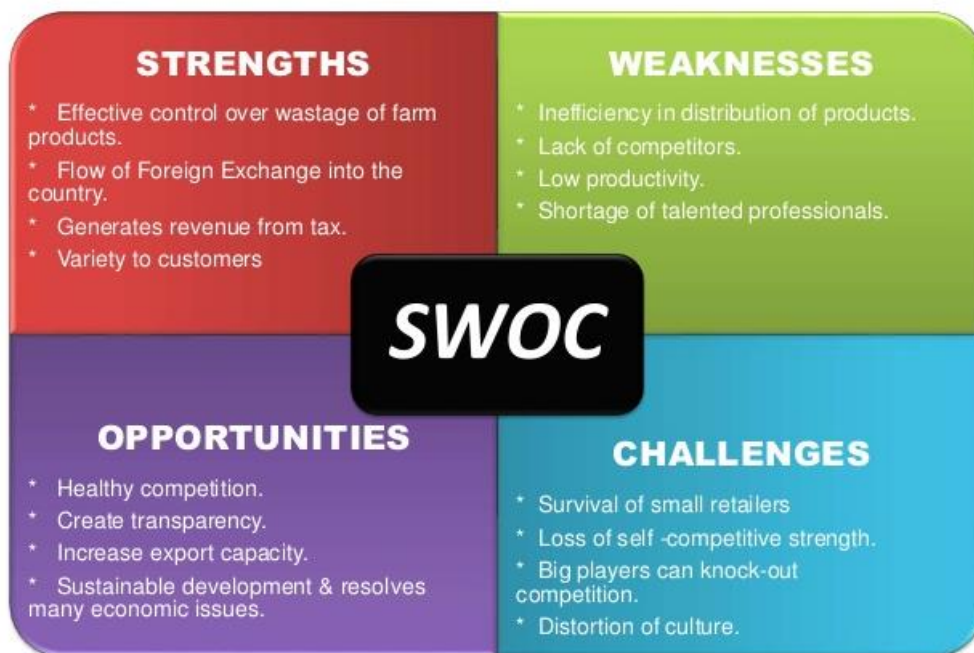 STRENGTHS
* Effective control over wastage of farm
products.
* Flow of Foreign Exchange into the
country.
* Generates revenue from tax.
* Variety to customers
WEAKNESSES
* Inefficiency in distribution of products.
* Lack of competitors.
* Low productivity.
* Shortage of talented professionals.
SWOC
OPPORTUNITIES
* Healthy competition.
* Create transparency.
* Increase export capacity.
* Sustainable development & resolves
many economic issues.
CHALLENGES
* Survival of small retailers
* Loss of self -competitive strength.
* Big players can knock-out
competition.
* Distortion of culture.